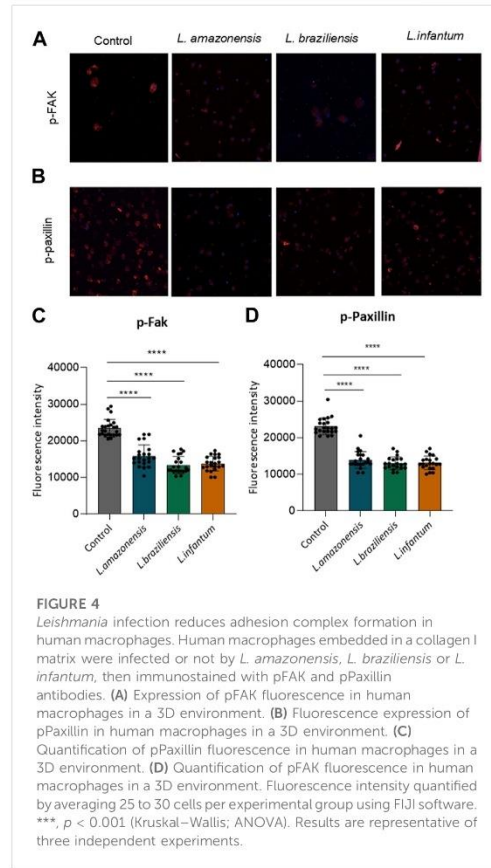 A
Control
L. amazonensis
L. braziliensis
L.infantum
p-FAK
B
p-paxillin
C
p-Fak
****
****
****
Fluorescence intensity
40000
30000
20000
10000
0
Control
L.amazonensis
L.braziliensis
L.infantum
D
p-Paxillin
****
****
****
Fluorescence intensity
40000
30000
20000
10000
0
Control
L.amazonensis
L.braziliensis
L.infantum
FIGURE 4
Leishmania infection reduces adhesion complex formation in
human macrophages. Human macrophages embedded in a collagen I
matrix were infected or not by L. amazonensis, L. braziliensis or L.
infantum, then immunostained with pFAK and pPaxillin
antibodies. (A) Expression of pFAK fluorescence in human
macrophages in a 3D environment. (B) Fluorescence expression of
pPaxillin in human macrophages in a 3D environment. (C)
Quantification of pPaxillin fluorescence in human macrophages in a
3D environment. (D) Quantification of pFAK fluorescence in human
macrophages in a 3D environment. Fluorescence intensity quantified
by averaging 25 to 30 cells per experimental group using FIJI software.
***, p < 0.001 (Kruskal–Wallis; ANOVA). Results are representative of
three independent experiments.